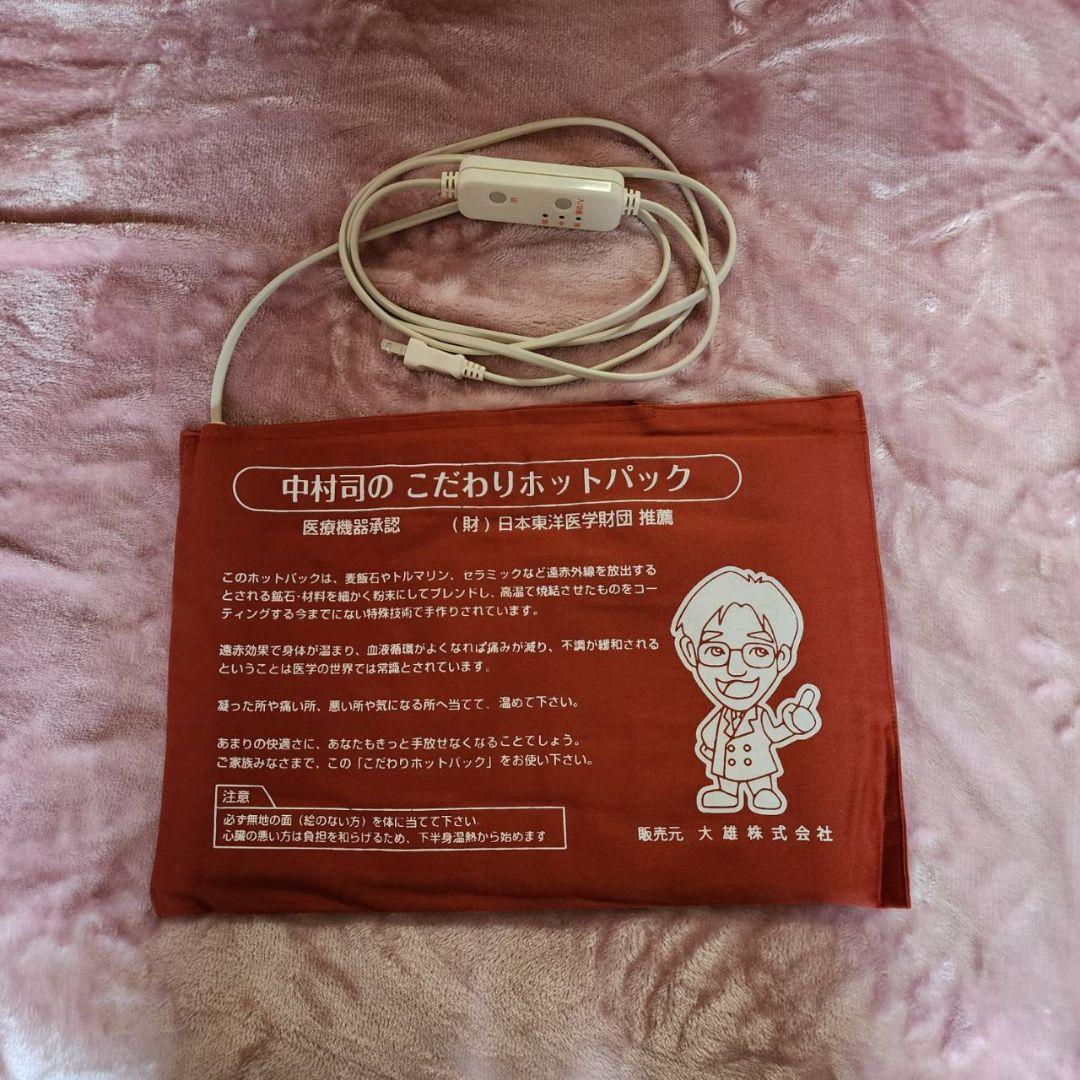 中村司の こだわりホットパック
医療機器承認 (財)日本東洋医学財団 推薦
このホットパックは、麦飯石やトルマリン、セラミックなど遠赤外線を放出する
とされる鉱石・材料を細かく粉末にしてブレンドし、高温で焼結させたものをコー
ティングする今までにない特殊技術で手作りされています。
遠赤効果で身体が温まり、血液循環がよくなれば痛みが減り、不調が緩和される
ということは医学の世界では常識とされています。
凝った所や痛い所、悪い所や気になる所へ当てて、温めて下さい。
あまりの快適さに、あなたもきっと手放せなくなることでしょう。
ご家族みなさまで、この「こだわりホットパック」をお使い下さい。
注意
必ず無地の面(絵のない方)を体に当てて下さい。
心臓の悪い方は負担を和らげるため、下半身温熱から始めます
販売元 大雄株式会社